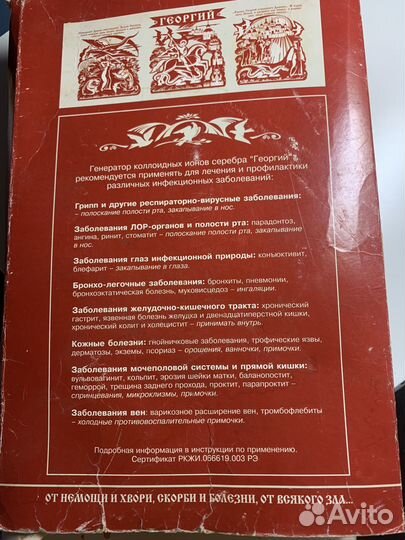 ГЕОРГИЙ
Генератор коллоидных ионов серебра "Георгий"
рекомендуется применять для лечения и профилактики
различных инфекционных заболеваний:
Грипп и другие респираторно-вирусные заболевания:
- полоскание полости рта, закапывание в нос.
Заболевания ЛОР-органов и полости рта: парадонтоз,
ангина, ринит, стоматит - полоскание полости рта, закапывание
в нос.
Заболевания глаз инфекционной природы: конъюктивит,
блефарит - закапывание в глаза.
Бронхо-легочные заболевания: бронхиты, пневмонии,
бронхоэктатическая болезнь, муковисцедоз - ингаляции.
Заболевания желудочно-кишечного тракта: хронический
гастрит, язвенная болезнь желудка и двенадцатиперстной кишки,
хронический колит и холецистит - принимать внутрь.
Кожные болезни: гнойничковые заболевания, трофические язвы,
дерматозы, экземы, псориаз - орошения, ванночки, примочки.
Заболевания мочеполовой системы и прямой кишки:
вульвовагинит, кольпит, эрозия шейки матки, баланопостит,
геморрой, трещина заднего прохода, проктит, парапроктит -
спринцевания, микроклизмы, примочки.
Заболевания вен: варикозное расширение вен, тромбофлебиты
- холодные противовоспалительные примочки.
Подробная информация в инструкции по применению.
Сертификат РКЖИ.066619.003 РЭ
ОТ НЕМОЩИ И ХВОРИ, СКОРБИ И БОЛЕЗНИ, ОТ ВСЯКОГО ЗЛА...
Avito